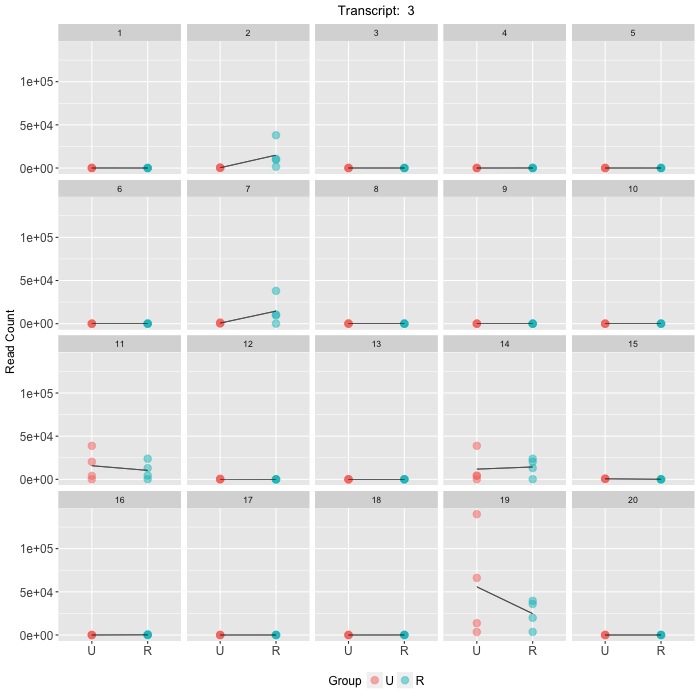 Transcript: 3
1 2 3 4 5
1e+05
5e+04
0e+00
6 7 8 9 10
1e+05
5e+04
0e+00
Read Count
11 12 13 14 15
1e+05
5e+04
0e+00
16 17 18 19 20
1e+05
5e+04
0e+00
U R U R U R U R U R
Group U R